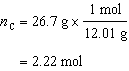 n_C = 26.7 g × 1 mol / 12.01 g
= 2.22 mol